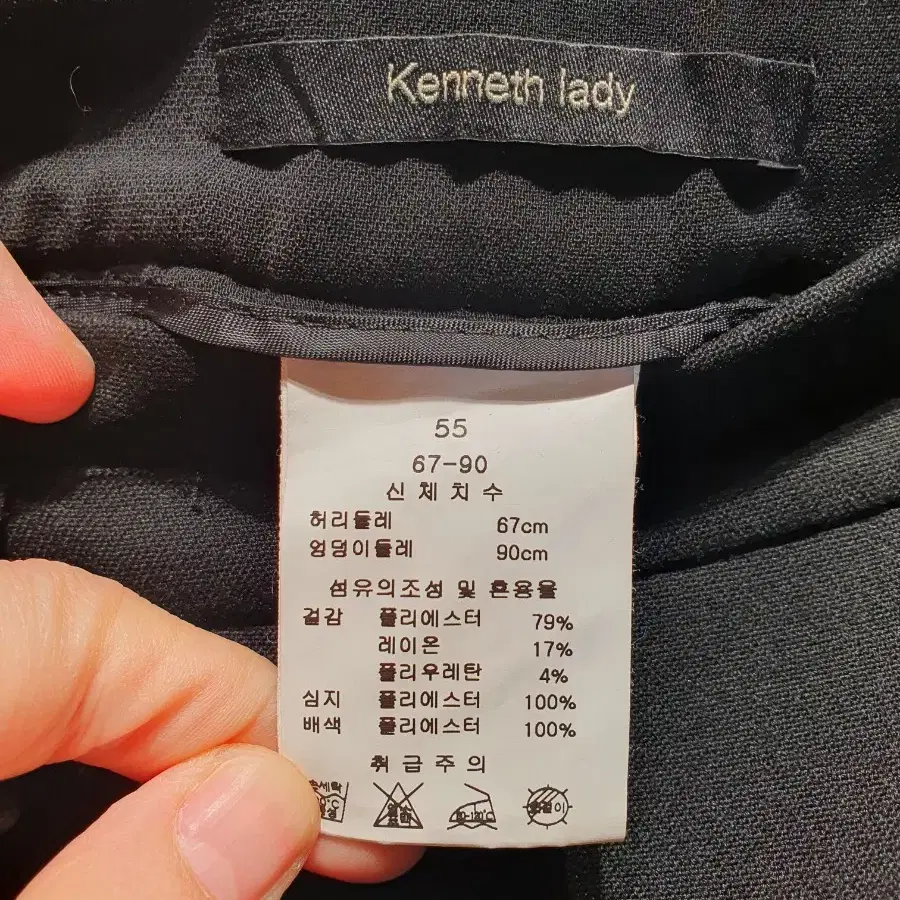 Kenneth lady
55
67-90
신체치수
허리둘레 67cm
엉덩이둘레 90cm
섬유의조성 및 혼용율
겉감 폴리에스터 79%
레이온 17%
폴리우레탄 4%
심지 폴리에스터 100%
배색 폴리에스터 100%
취급주의